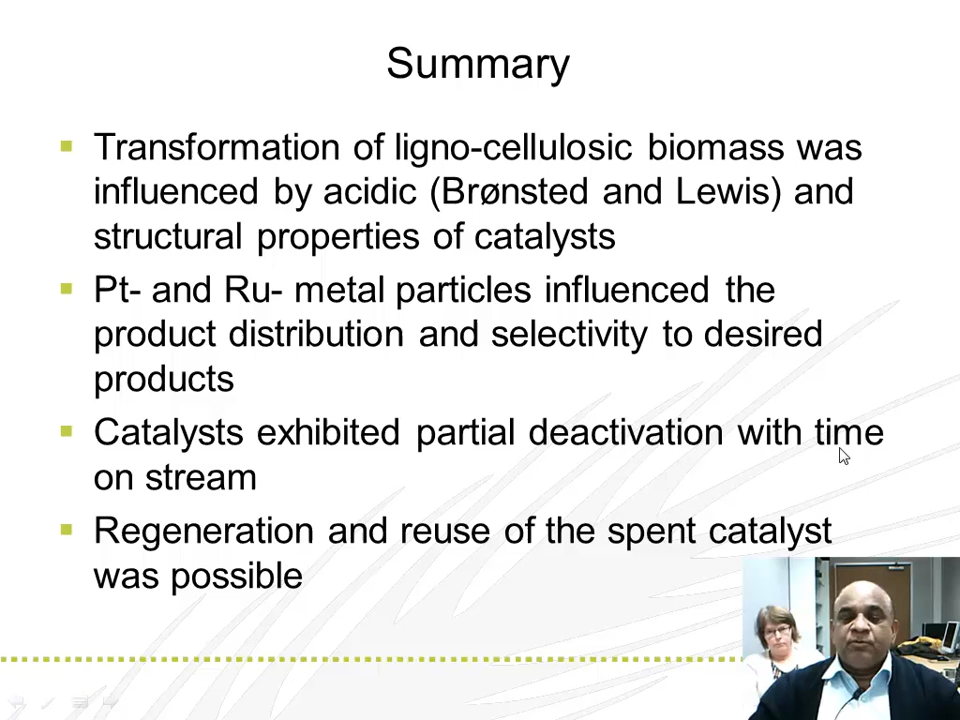 Summary
Transformation of ligno-cellulosic biomass was
influenced by acidic (Brønsted and Lewis) and
structural properties of catalysts
Pt- and Ru- metal particles influenced the
product distribution and selectivity to desired
products
Catalysts exhibited partial deactivation with time
on stream
Regeneration and reuse of the spent catalyst
was possible